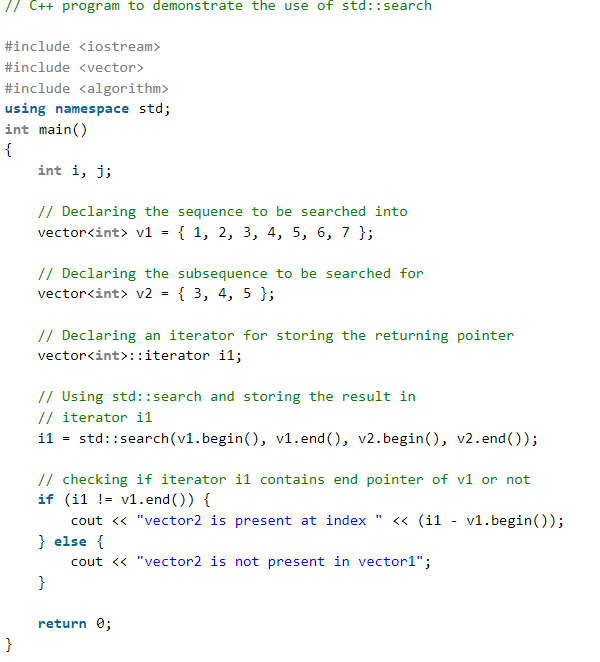 // C++ program to demonstrate the use of std::search
#include <iostream>
#include <vector>
#include <algorithm>
using namespace std;
int main()
{
    int i, j;
    // Declaring the sequence to be searched into
    vector<int> v1 = { 1, 2, 3, 4, 5, 6, 7 };
    // Declaring the subsequence to be searched for
    vector<int> v2 = { 3, 4, 5 };
    // Declaring an iterator for storing the returning pointer
    vector<int>::iterator i1;
    // Using std::search and storing the result in
    // iterator i1
    i1 = std::search(v1.begin(), v1.end(), v2.begin(), v2.end());
    // checking if iterator i1 contains end pointer of v1 or not
    if (i1 != v1.end()) {
        cout << "vector2 is present at index " << (i1 - v1.begin());
    } else {
        cout << "vector2 is not present in vector1";
    }
    return 0;
}